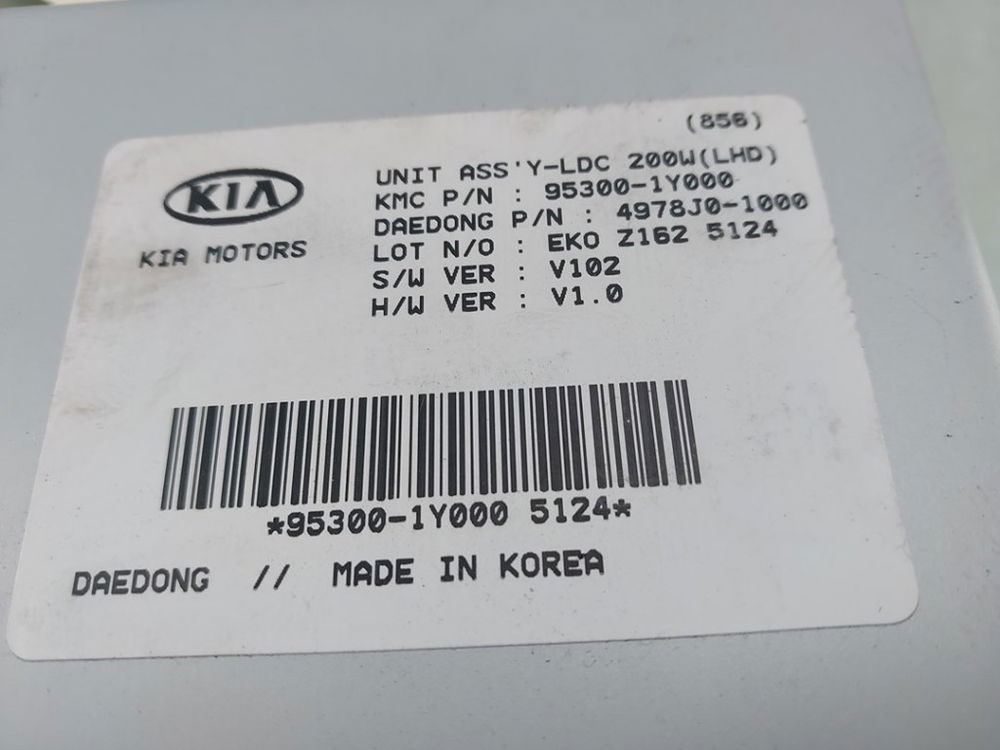 (856)
KIA
KIA MOTORS
UNIT ASS'Y-LDC 200W(LHD)
KMC P/N : 95300-1Y000
DAEDONG P/N : 4978J0-1000
LOT N/O : EKO Z162 5124
S/W VER : V102
H/W VER : V1.0
*95300-1Y000 5124*
DAEDONG // MADE IN KOREA